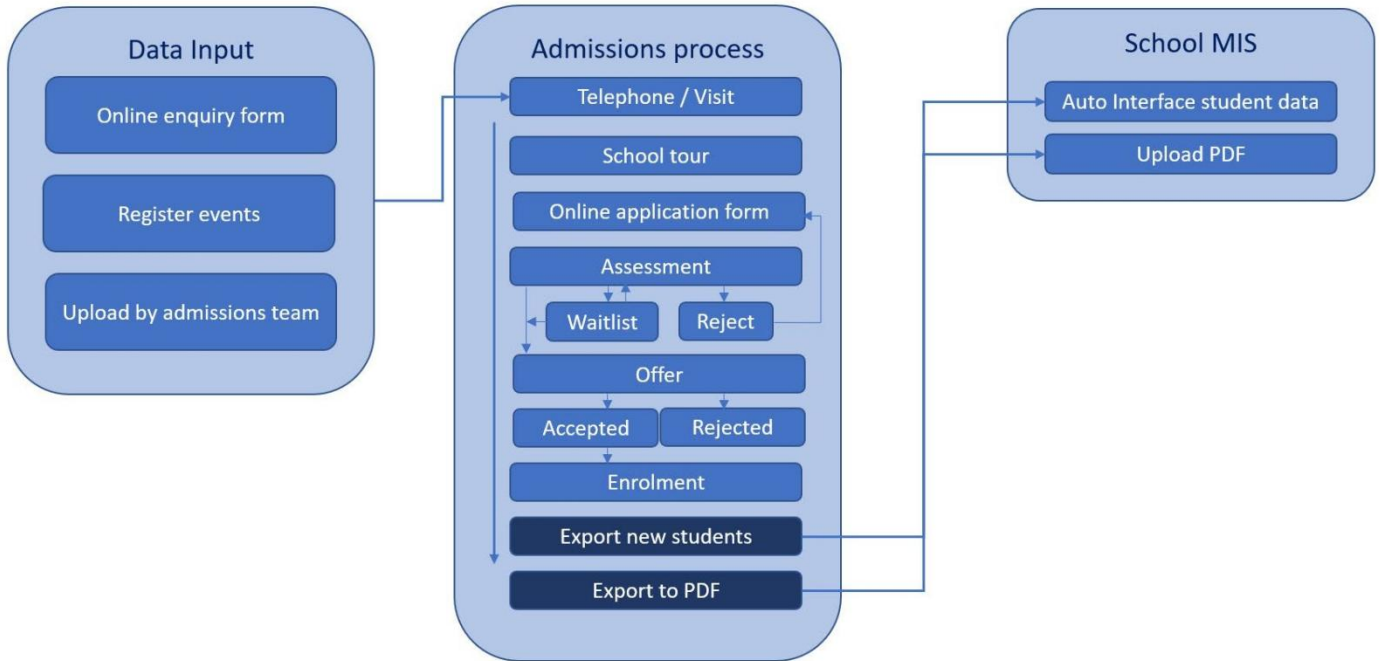 Data Input
Online enquiry form
Register events
Upload by admissions team
Admissions process
Telephone / Visit
School tour
Online application form
Assessment
Waitlist
Reject
Offer
Accepted
Rejected
Enrolment
Export new students
Export to PDF
School MIS
Auto Interface student data
Upload PDF